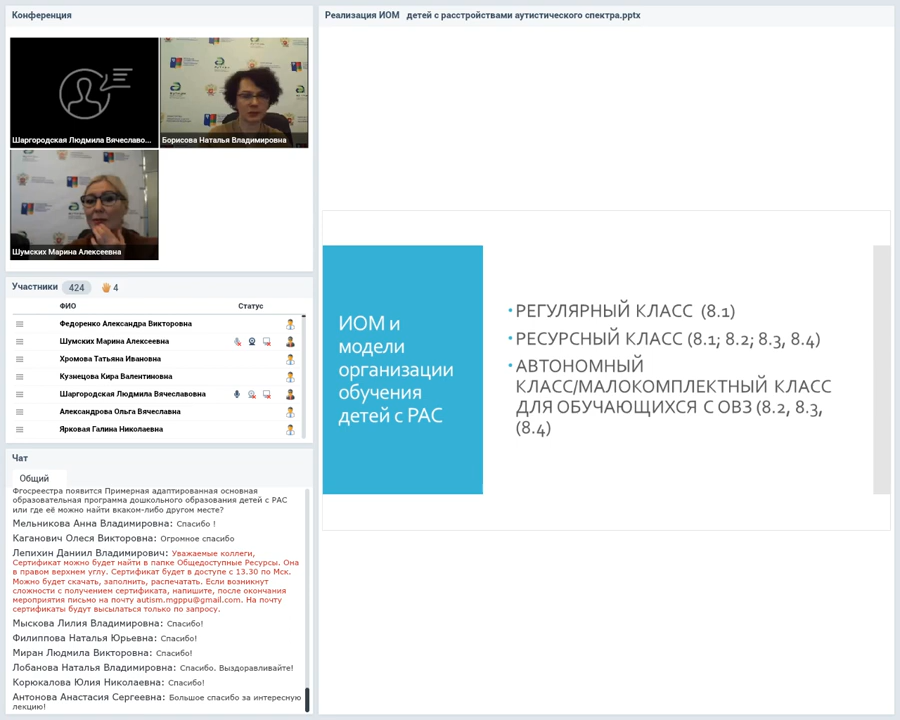 Конференция
Шаргородская Людмила Вячеславо...
Борисова Наталья Владимировна
Шумских Марина Алексеевна
Участники 424 4
ФИО Статус
Федоренко Александра Викторовна
Шумских Марина Алексеевна
Хромова Татьяна Ивановна
Кузнецова Кира Валентиновна
Шаргородская Людмила Вячеславовна
Александрова Ольга Вячеславна
Ярковая Галина Николаевна
Чат
Общий
Фгосреестра появится Примерная адаптированная основная
образовательная программа дошкольного образования детей с РАС
или где её можно найти вкаком-либо другом месте?
Мельникова Анна Владимировна: Спасибо !
Каганович Олеся Викторовна: Огромное спасибо
Лепихин Даниил Владимирович: Уважаемые коллеги,
Сертификат можно будет найти в папке Общедоступные Ресурсы. Она
в правом верхнем углу. Сертификат будет в доступе с 13.30 по Мск.
Можно будет скачать, заполнить, распечатать. Если возникнут
сложности с получением сертификата, напишите, после окончания
мероприятия письмо на почту autism.mgppu@gmail.com. На почту
сертификаты будут высылаться только по запросу.
Мыскова Лилия Владимировна: Спасибо!
Филиппова Наталья Юрьевна: Спасибо!
Миран Людмила Викторовна: Спасибо!
Лобанова Наталья Владимировна: Спасибо. Выздоравливайте!
Корюкалова Юлия Николаевна: Спасибо!
Антонова Анастасия Сергеевна: Большое спасибо за интересную
лекцию!
Реализация ИОМ детей с расстройствами аутистического спектра.pptx
ИОМ и
модели
организации
обучения
детей с РАС
• РЕГУЛЯРНЫЙ КЛАСС (8.1)
• РЕСУРСНЫЙ КЛАСС (8.1; 8.2; 8.3, 8.4)
• АВТОНОМНЫЙ
КЛАСС/МАЛОКОМПЛЕКТНЫЙ КЛАСС
ДЛЯ ОБУЧАЮЩИХСЯ С ОВЗ (8.2, 8.3,
(8.4)